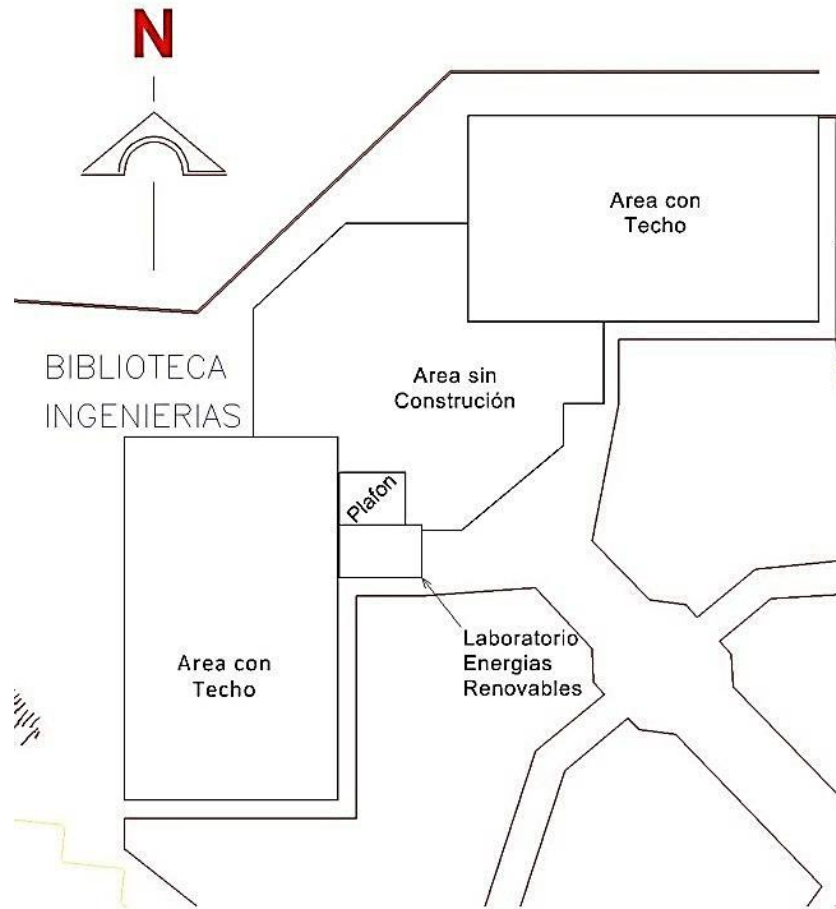 N
Area con
Techo
BIBLIOTECA
INGENIERIAS
Area sin
Construción
Plafon
Laboratorio
Energias
Renovables
Area con
Techo